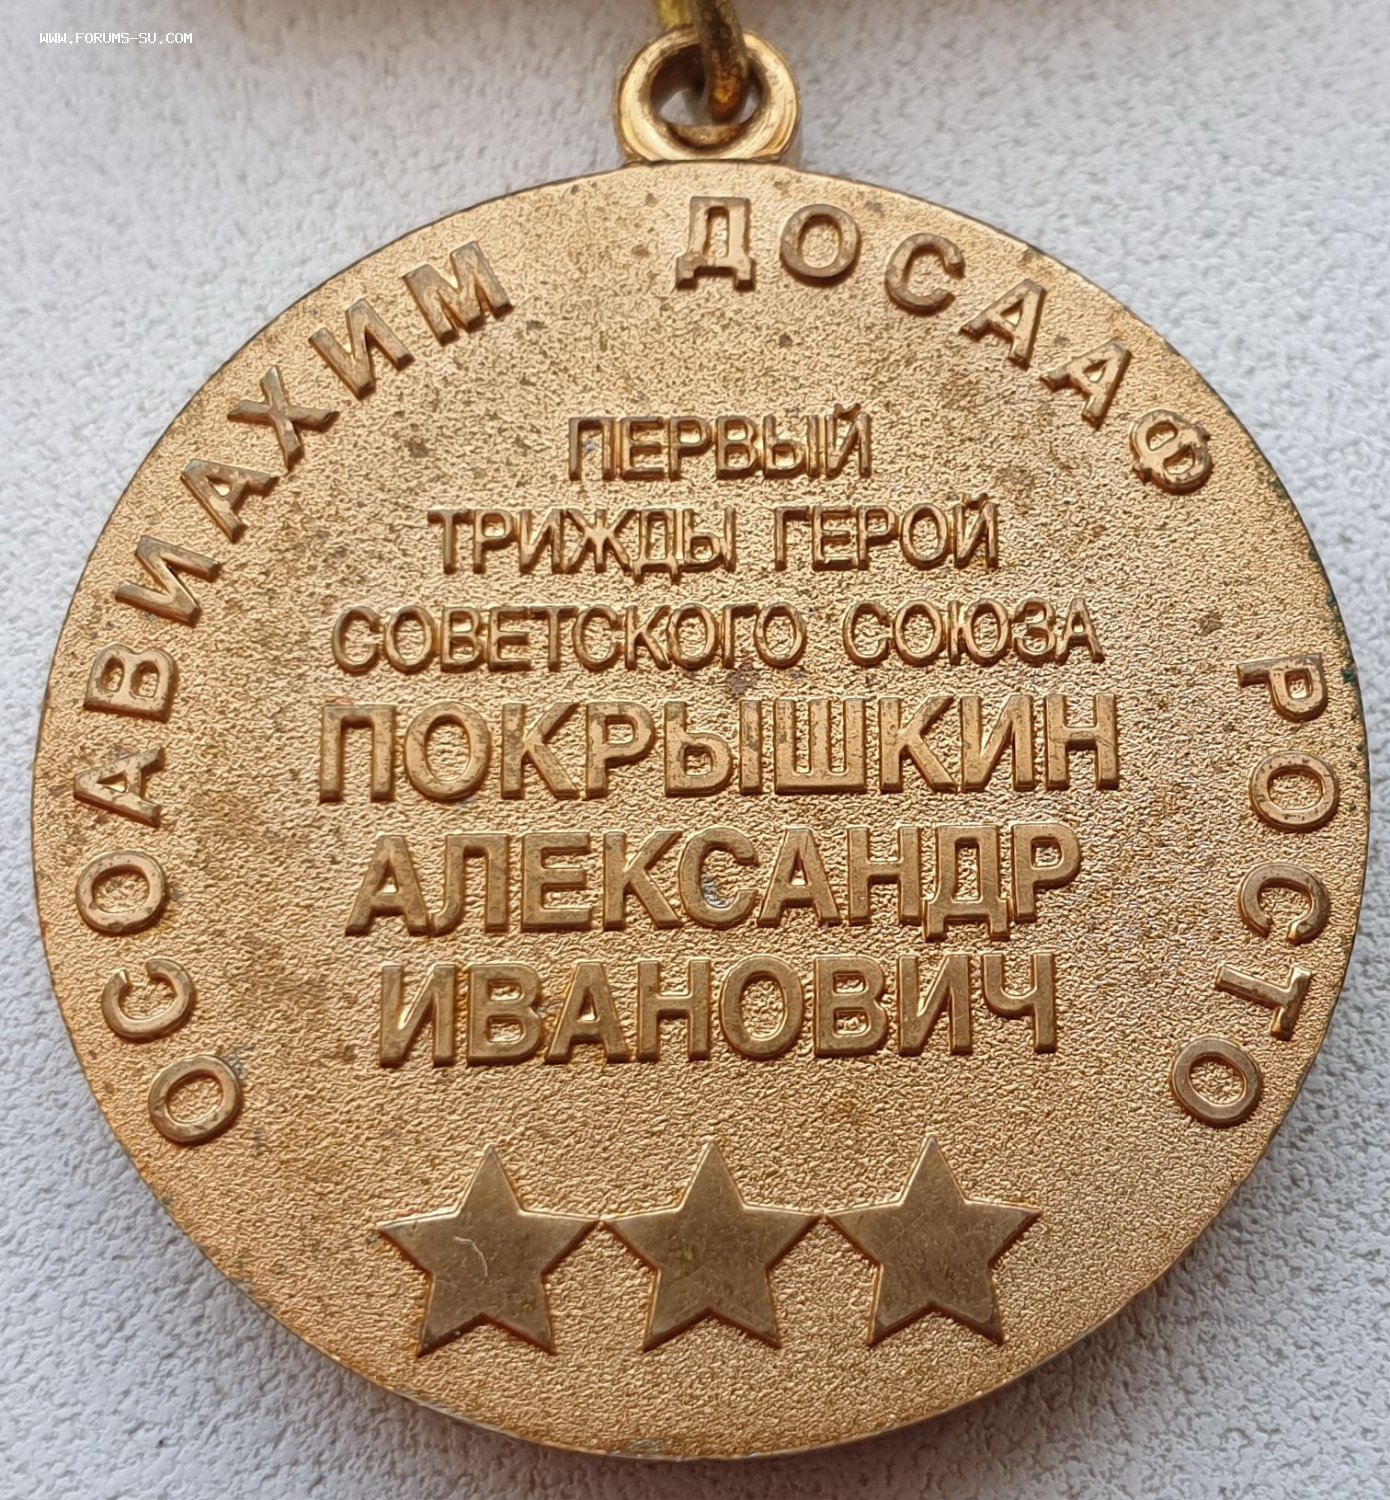 WWW.FORUMS-SU.COM
ОСОАВИАХИМ ДОСААФ РОСТО
ПЕРВЫЙ
ТРИЖДЫ ГЕРОЙ
СОВЕТСКОГО СОЮЗА
ПОКРЫШКИН
АЛЕКСАНДР
ИВАНОВИЧ